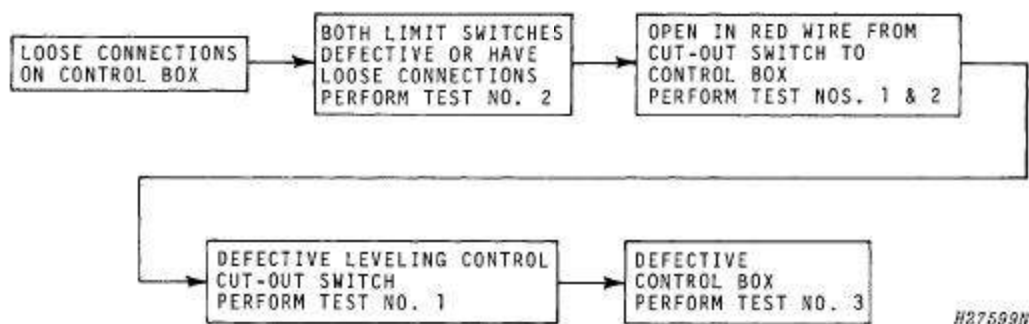 LOOSE CONNECTIONS
ON CONTROL BOX
BOTH LIMIT SWITCHES
DEFECTIVE OR HAVE
LOOSE CONNECTIONS
PERFORM TEST NO. 2
OPEN IN RED WIRE FROM
CUT-OUT SWITCH TO
CONTROL BOX
PERFORM TEST NOS. 1 & 2
DEFECTIVE LEVELING CONTROL
CUT-OUT SWITCH
PERFORM TEST NO. 1
DEFECTIVE
CONTROL BOX
PERFORM TEST NO. 3
H27599N